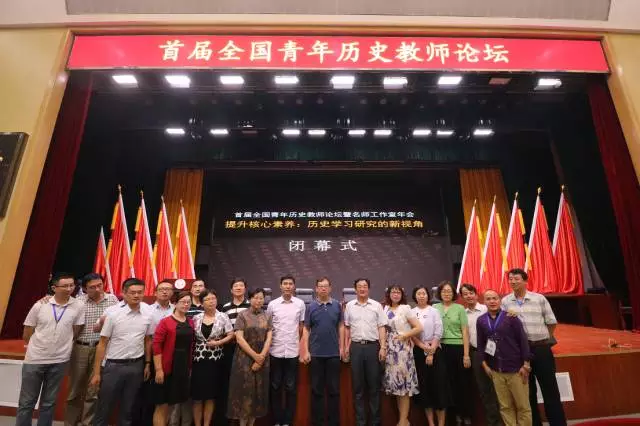 首届全国青年历史教师论坛
首届全国青年历史教师论坛暨名师工作室年会
提升核心素养：历史学习研究的新视角
闭幕式